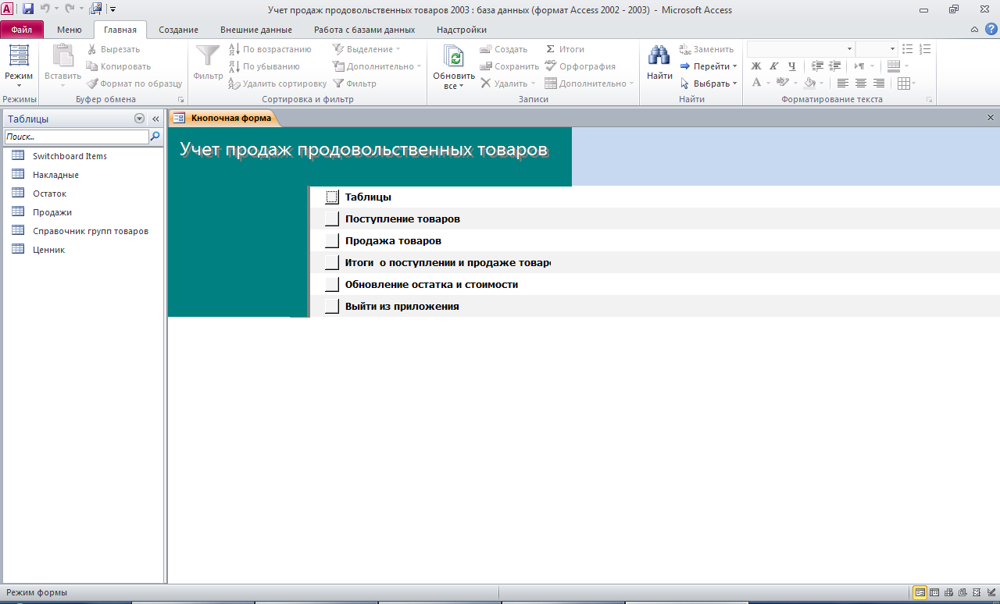 Учет продаж продовольственных товаров 2003 : база данных (формат Access 2002 - 2003) - Microsoft Access
Файл Меню Главная Создание Внешние данные Работа с базами данных Надстройки
Режим
Режимы
Вставить
Вырезать
Копировать
Формат по образцу
Буфер обмена
Фильтр
По возрастанию
По убыванию
Удалить сортировку
Выделение
Дополнительно
Фильтр
Сортировка и фильтр
Обновить
все
Создать
Сохранить
Удалить
Итоги
Орфография
Дополнительно
Записи
Найти
Заменить
Перейти
Выбрать
Найти
Ж К Ч
А
Форматирование текста
Таблицы
Поиск...
Switchboard Items
Накладные
Остаток
Продажи
Справочник групп товаров
Ценник
Кнопочная форма
Учет продаж продовольственных товаров
Таблицы
Поступление товаров
Продажа товаров
Итоги о поступлении и продаже товаро
Обновление остатка и стоимости
Выйти из приложения
Режим формы